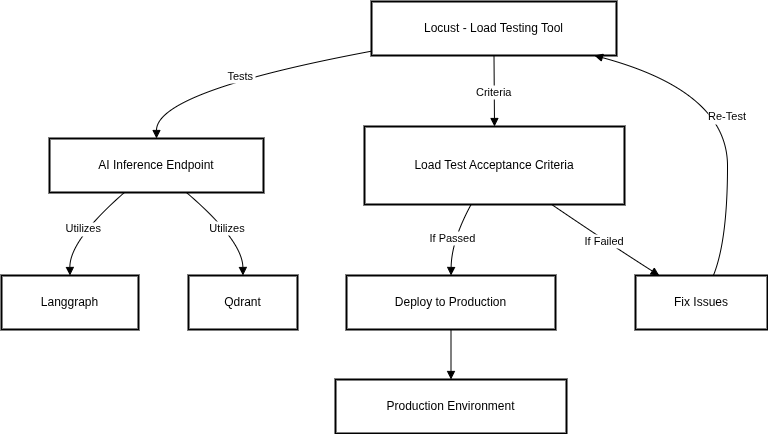 Locust - Load Testing Tool
Tests
Criteria
Re-Test
AI Inference Endpoint
Load Test Acceptance Criteria
Utilizes
Utilizes
If Passed
If Failed
Langgraph
Qdrant
Deploy to Production
Fix Issues
Production Environment